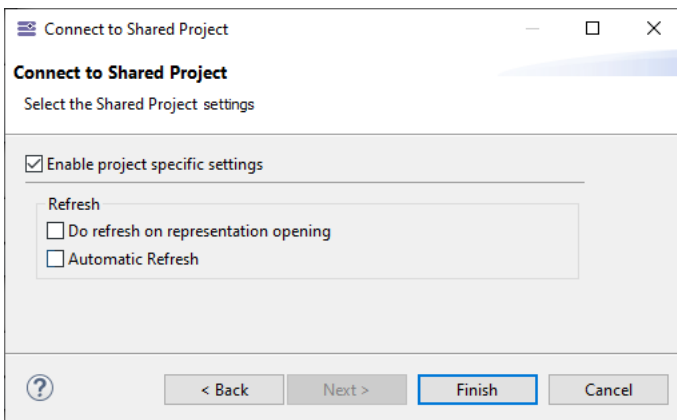 Connect to Shared Project
Connect to Shared Project
Select the Shared Project settings
Enable project specific settings
Refresh
Do refresh on representation opening
Automatic Refresh
? < Back Next > Finish Cancel